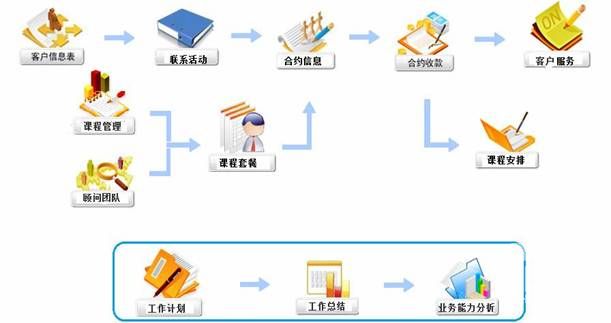 客户信息表
联系活动
合约信息
合约收款
客户服务
课程管理
课程套餐
课程安排
顾问团队
工作计划
工作总结
业务能力分析